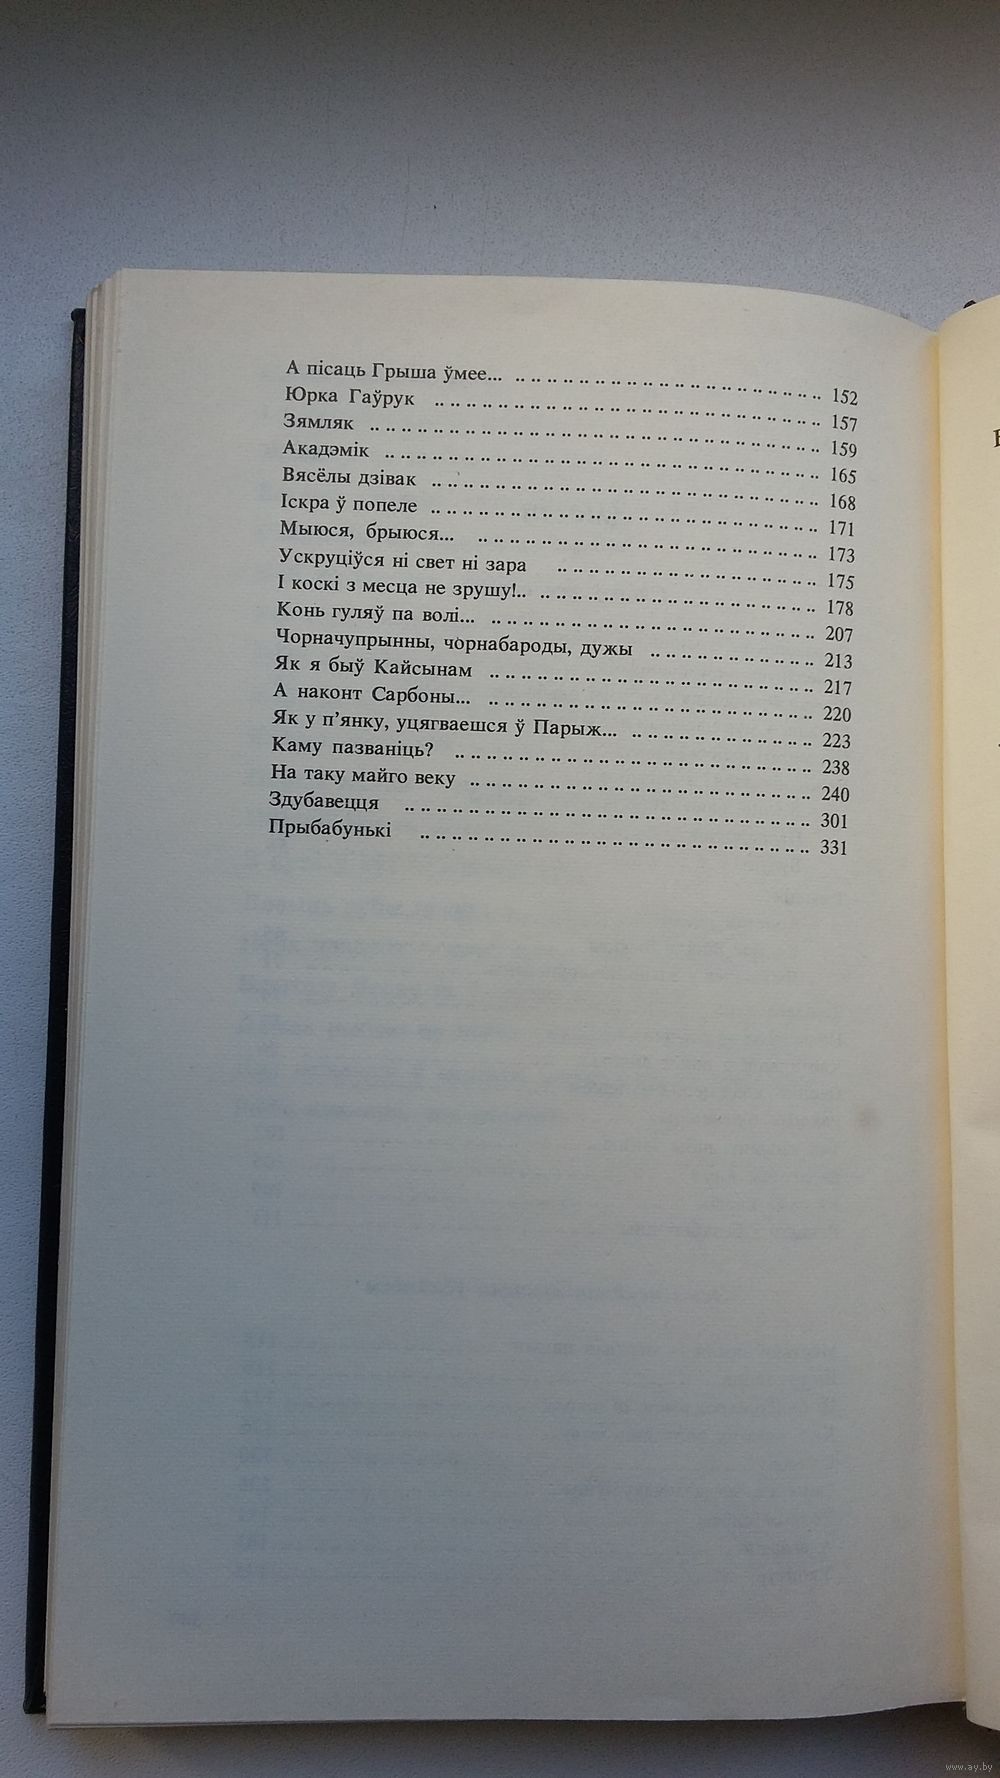 А пісаць Грыша ўмее... 152
Юрка Гаўрук 157
Зямляк 159
Акадэмік 165
Вясёлы дзівак 168
Іскра ў попеле 171
Мыюся, брыюся... 173
Ускруціўся ні свет ні зара 175
І коскі з месца не зрушу!.. 178
Конь гуляў па волі... 207
Чорначупрынны, чорнабароды, дужы 213
Як я быў Кайсынам 217
А наконт Сарбоны... 220
Як у п’янку, уцягваешся ў Парыж... 223
Каму пазваніць? 238
На таку майго веку 240
Здубавецця 301
Прыбабунькі 331
www.ay.by